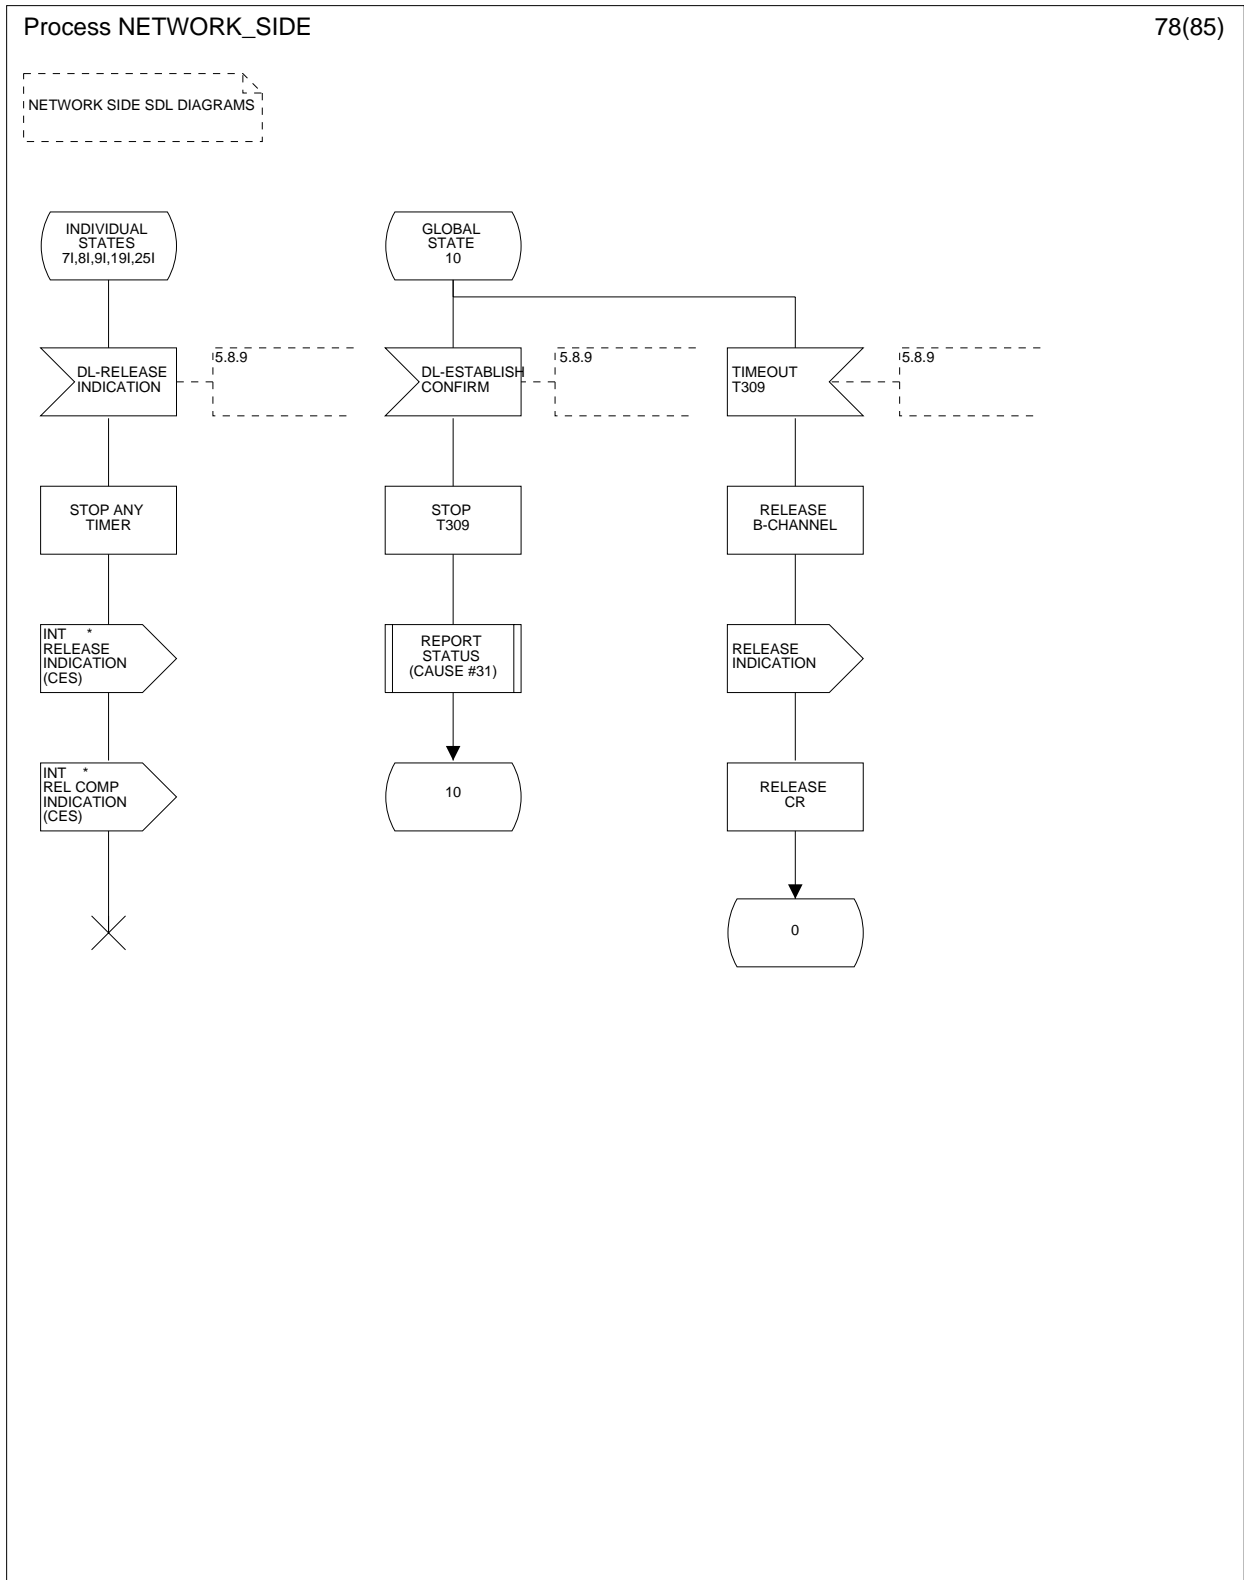 Process NETWORK_SIDE
78(85)
NETWORK SIDE SDL DIAGRAMS
INDIVIDUAL
STATES
7I,8I,9I,19I,25I
DL-RELEASE
INDICATION
5.8.9
STOP ANY
TIMER
INT *
RELEASE
INDICATION
(CES)
INT *
REL COMP
INDICATION
(CES)
GLOBAL
STATE
10
DL-ESTABLISH
CONFIRM
5.8.9
STOP
T309
REPORT
STATUS
(CAUSE #31)
10
TIMEOUT
T309
5.8.9
RELEASE
B-CHANNEL
RELEASE
INDICATION
RELEASE
CR
0